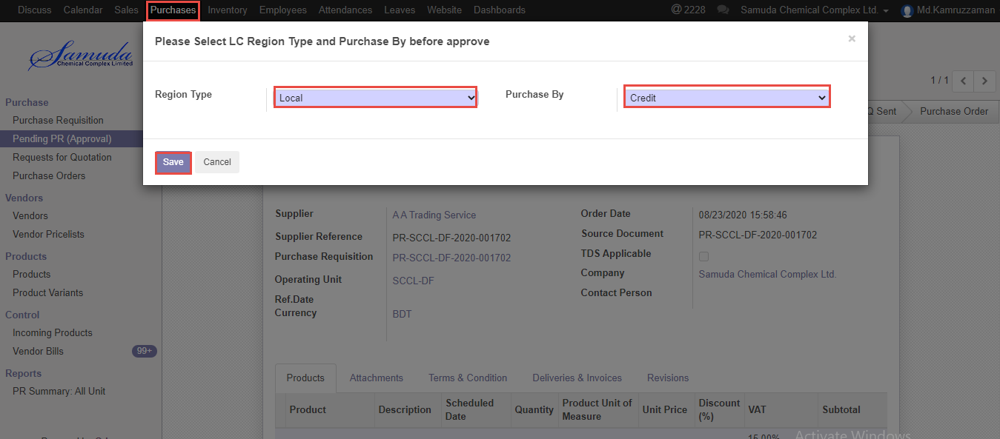 Discuss Calendar Sales Purchases Inventory Employees Attendances Leaves Website Dashboards @ 2228 Samuda Chemical Complex Ltd. Md.Kamruzzaman
Samuda
Chemical Complex Limited
Please Select LC Region Type and Purchase By before approve ×
Region Type Local Purchase By Credit
Save Cancel
1 / 1
Sent Purchase Order
Purchase
Purchase Requisition
Pending PR (Approval)
Requests for Quotation
Purchase Orders
Vendors
Vendors
Vendor Pricelists
Products
Products
Product Variants
Control
Incoming Products
Vendor Bills 99+
Reports
PR Summary: All Unit
Supplier A A Trading Service
Supplier Reference PR-SCCL-DF-2020-001702
Purchase Requisition PR-SCCL-DF-2020-001702
Operating Unit SCCL-DF
Ref.Date
Currency BDT
Order Date 08/23/2020 15:58:46
Source Document PR-SCCL-DF-2020-001702
TDS Applicable
Company Samuda Chemical Complex Ltd.
Contact Person
Products Attachments Terms & Condition Deliveries & Invoices Revisions
Product Description Scheduled Date Quantity Product Unit of Measure Unit Price Discount (%) VAT Subtotal
15.00%
Activate Windows